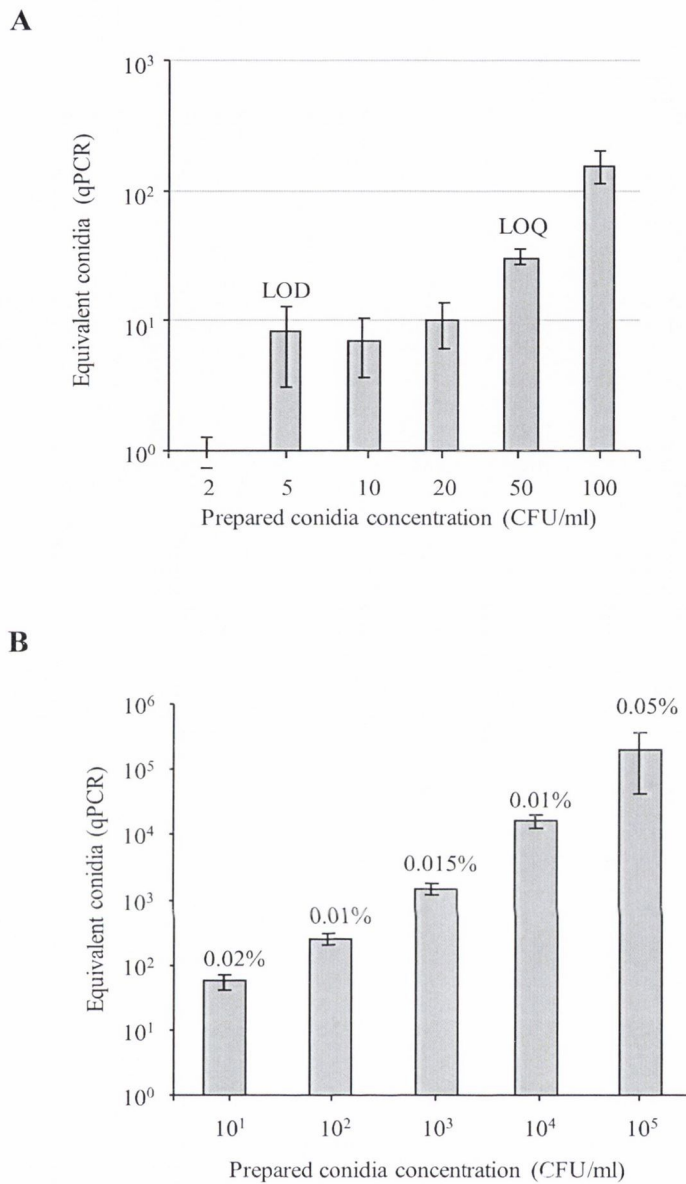 A
10³
10²
10¹
10⁰
Equivalent conidia (qPCR)
LOD
LOQ
2 5 10 20 50 100
Prepared conidia concentration (CFU/ml)
B
10⁶
10⁵
10⁴
10³
10²
10¹
10⁰
Equivalent conidia (qPCR)
0.02%
0.01%
0.015%
0.01%
0.05%
10¹ 10² 10³ 10⁴ 10⁵
Prepared conidia concentration (CFU/ml)